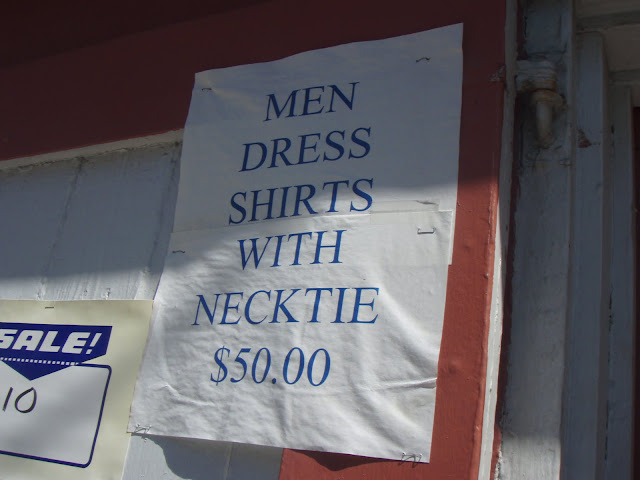 MEN
DRESS
SHIRTS
WITH
NECKTIE
$50.00
SALE!
10